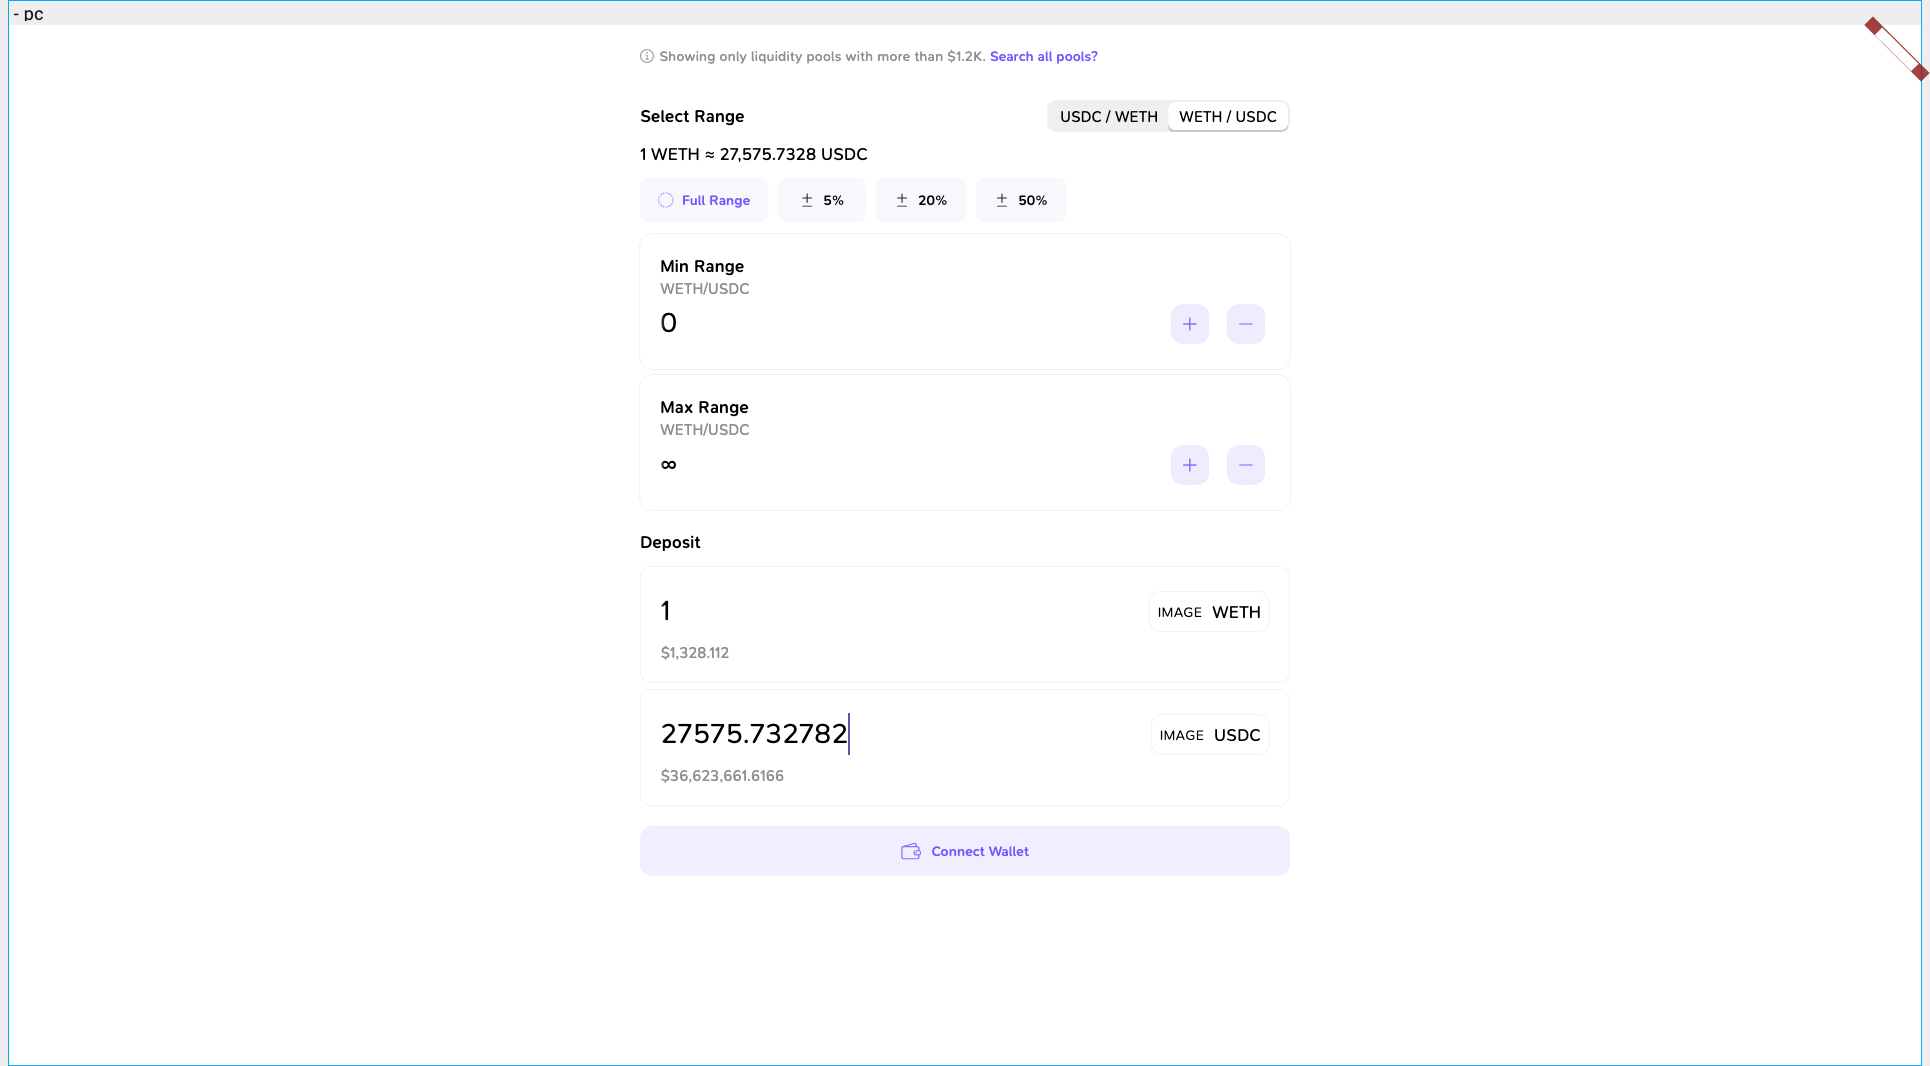 - pc
Showing only liquidity pools with more than $1.2K. Search all pools?
Select Range
USDC / WETH WETH / USDC
1 WETH ≈ 27,575.7328 USDC
Full Range ± 5% ± 20% ± 50%
Min Range
WETH/USDC
0
+ −
Max Range
WETH/USDC
∞
+ −
Deposit
1
IMAGE WETH
$1,328.112
27575.732782
IMAGE USDC
$36,623,661.6166
Connect Wallet